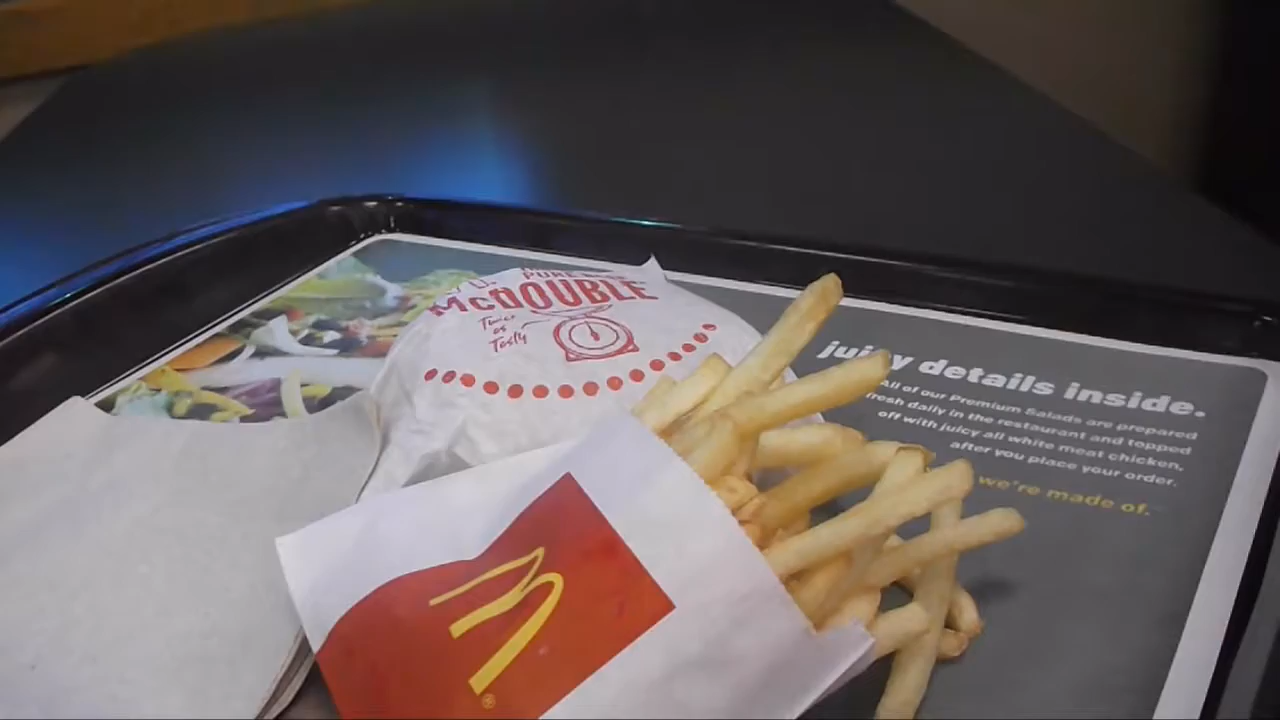 McDOUBLE
Twice
as
Tasty
juicy details inside.
All of our Premium Salads are prepared
fresh daily in the restaurant and topped
off with juicy all white meat chicken,
after you place your order.
we're made of.
®